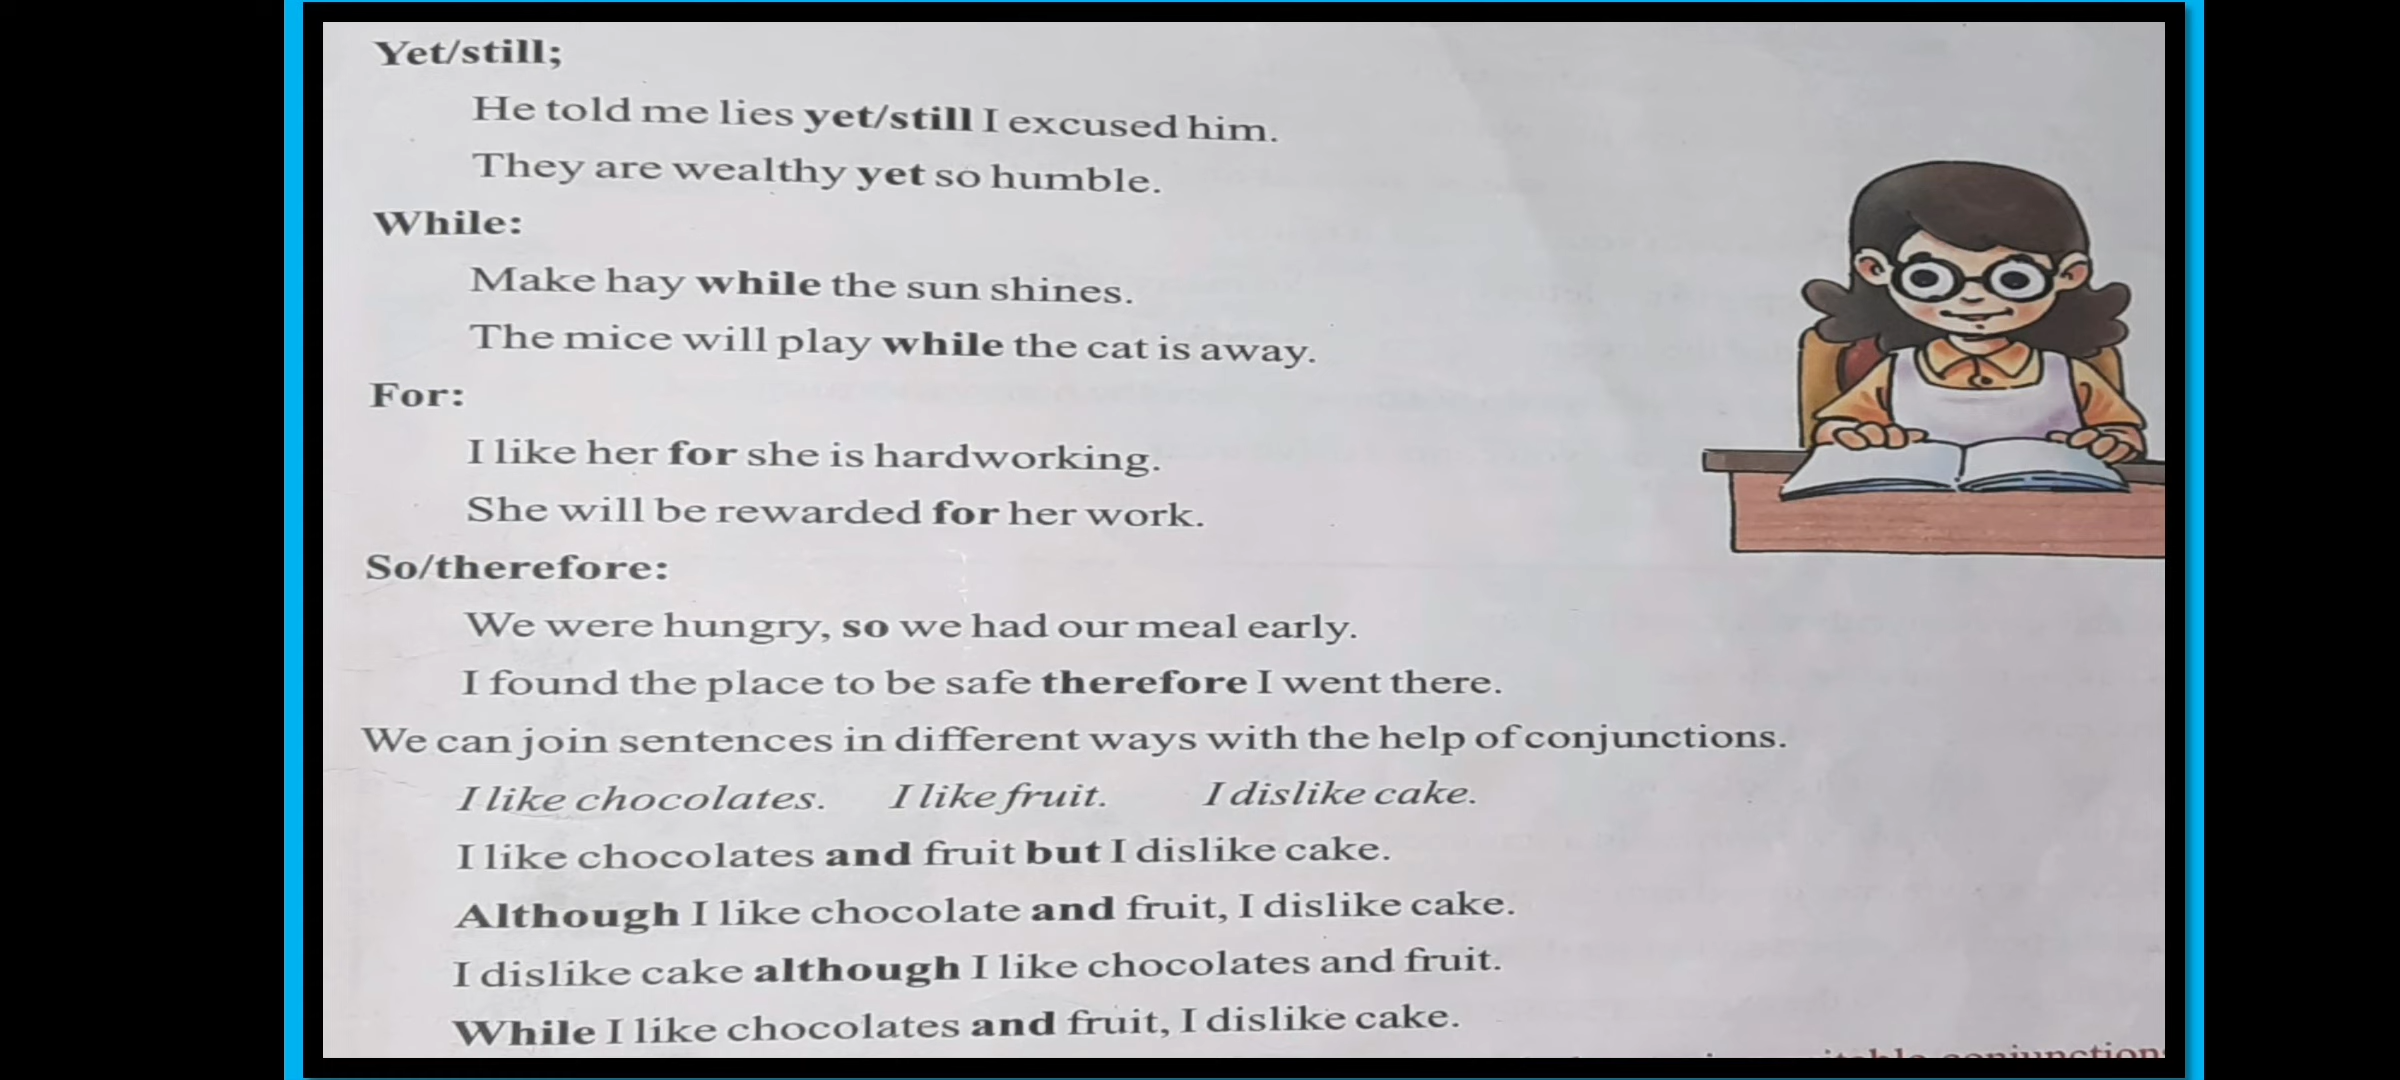 Yet/still;
He told me lies yet/still I excused him.
They are wealthy yet so humble.
While:
Make hay while the sun shines.
The mice will play while the cat is away.
For:
I like her for she is hardworking.
She will be rewarded for her work.
So/therefore:
We were hungry, so we had our meal early.
I found the place to be safe therefore I went there.
We can join sentences in different ways with the help of conjunctions.
I like chocolates. I like fruit. I dislike cake.
I like chocolates and fruit but I dislike cake.
Although I like chocolate and fruit, I dislike cake.
I dislike cake although I like chocolates and fruit.
While I like chocolates and fruit, I dislike cake.